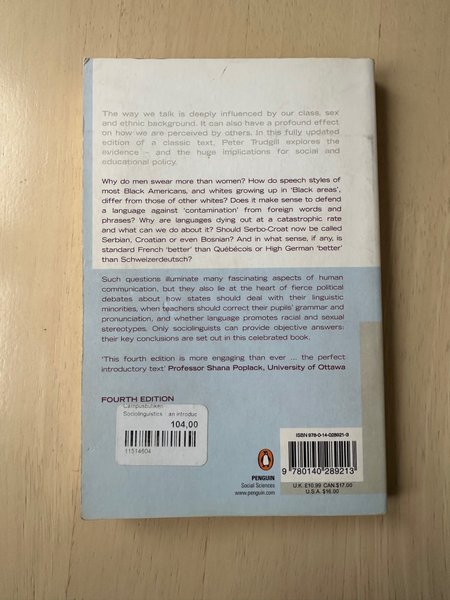 The way we talk is deeply influenced by our class, sex
and ethnic background. It can also have a profound effect
on how we are perceived by others. In this fully updated
edition of a classic text, Peter Trudgill explores the
evidence – and the huge implications for social and
educational policy.
Why do men swear more than women? How do speech styles of
most Black Americans, and whites growing up in ‘Black areas’,
differ from those of other whites? Does it make sense to defend
a language against ‘contamination’ from foreign words and
phrases? Why are languages dying out at a catastrophic rate
and what can we do about it? Should Serbo-Croat now be called
Serbian, Croatian or even Bosnian? And in what sense, if any, is
standard French ‘better’ than Québécois or High German ‘better’
than Schweizerdeutsch?
Such questions illuminate many fascinating aspects of human
communication, but they also lie at the heart of fierce political
debates about how states should deal with their linguistic
minorities, when teachers should correct their pupils’ grammar and
pronunciation, and whether language promotes racial and sexual
stereotypes. Only sociolinguists can provide objective answers:
their key conclusions are set out in this celebrated book.
‘This fourth edition is more engaging than ever ... the perfect
introductory text’ Professor Shana Poplack, University of Ottawa
FOURTH EDITION
Campusbutiken
Sociolinguistics : an introduc
104,00
11314604
PENGUIN
Social Sciences
www.penguin.com
ISBN 978-0-14-028921-3
9 780140 289213
U.K. £10.99 CAN.$17.00
U.S.A. $16.00